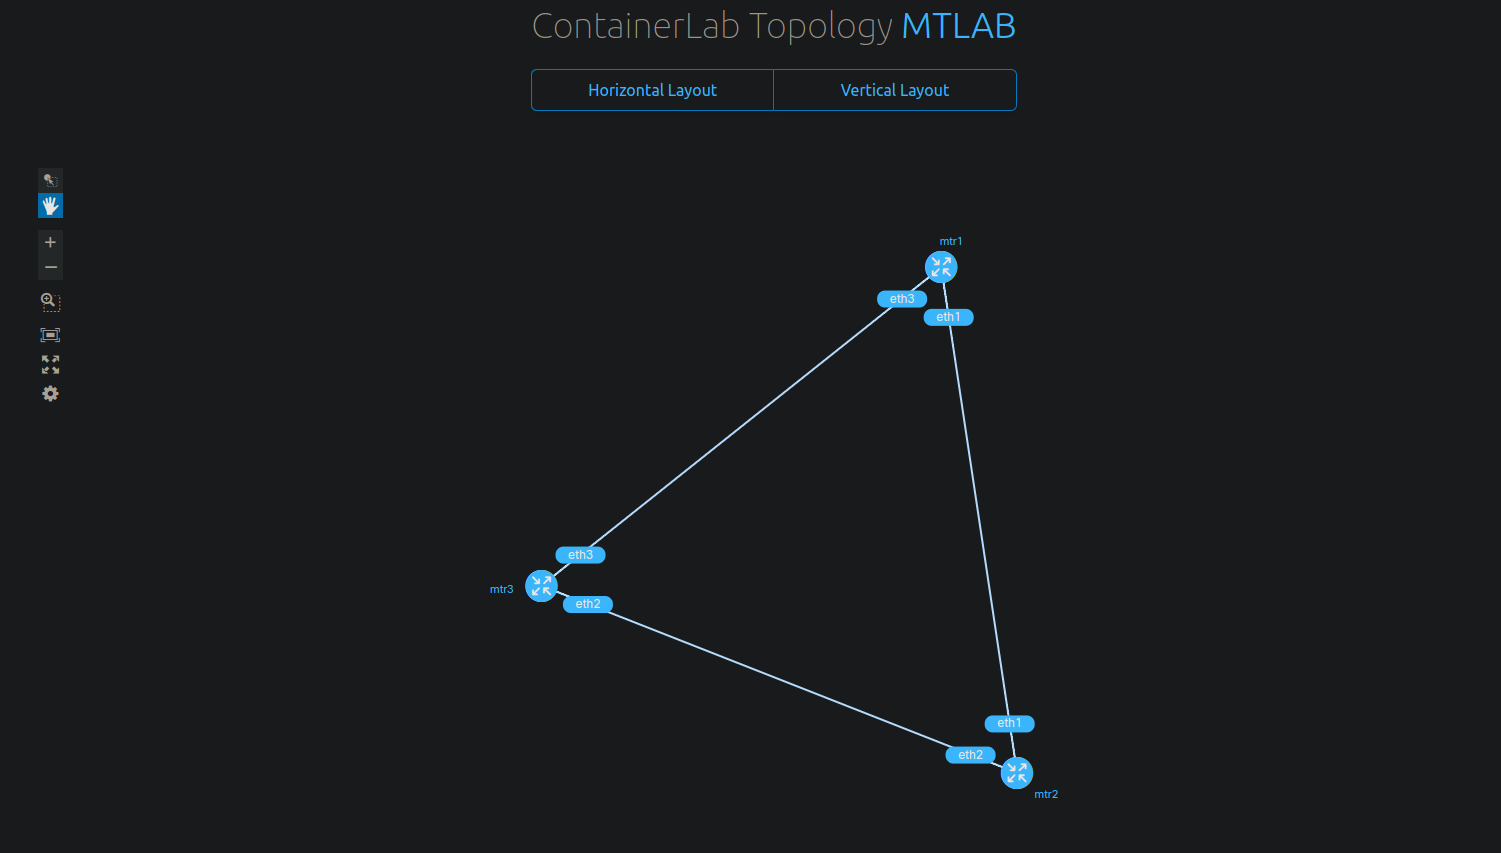 ContainerLab Topology MTLAB
Horizontal Layout
Vertical Layout
mtr1
eth3
eth1
eth3
mtr3
eth2
eth1
eth2
mtr2